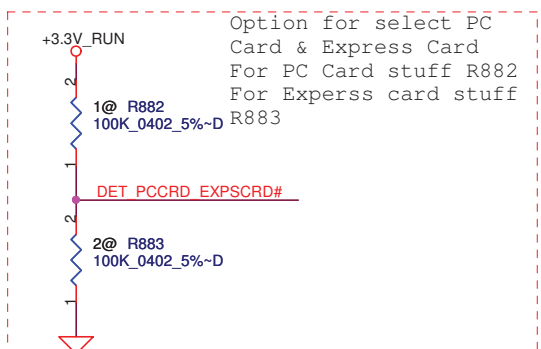 +3.3V_RUN
Option for select PC
Card & Express Card
For PC Card stuff R882
For Experss card stuff
R883
2
1@ R882
100K_0402_5%~D
1
DET_PCCRD_EXPSCRD#
2
2@ R883
100K_0402_5%~D
1